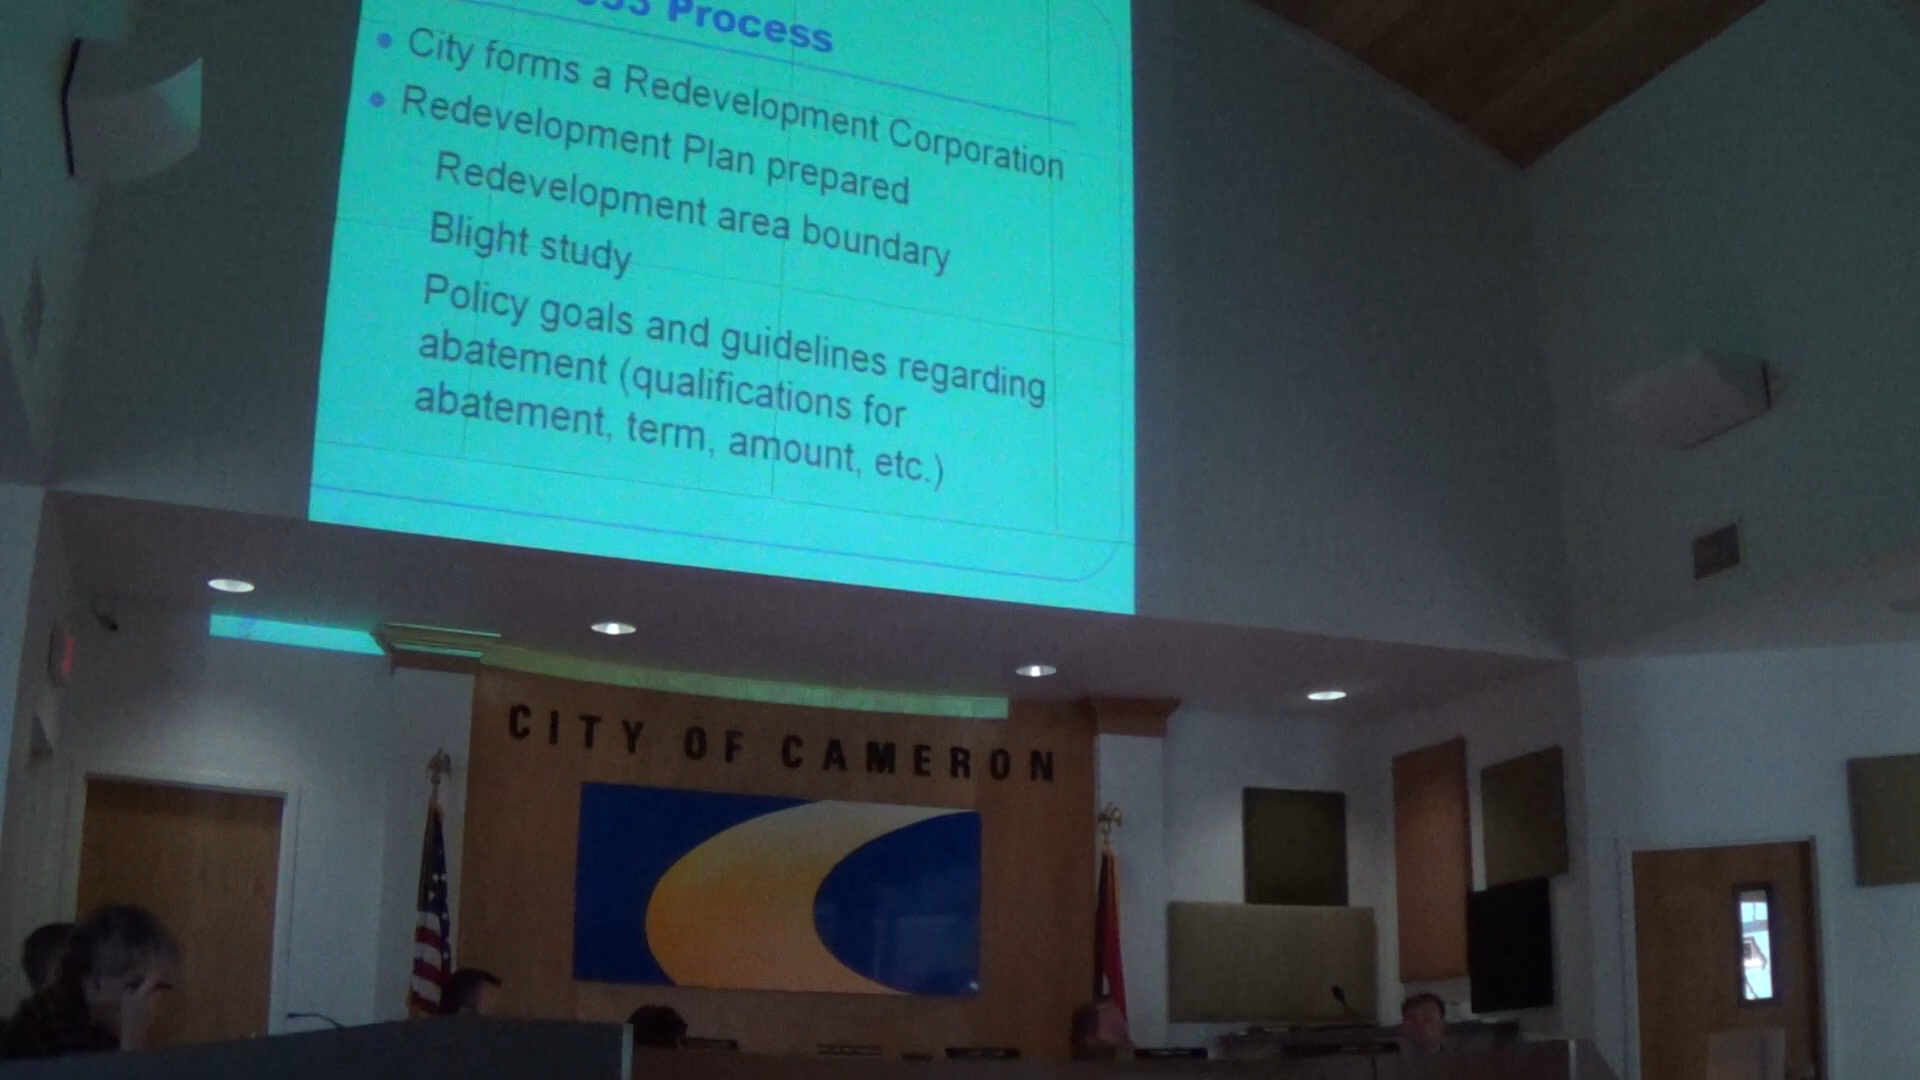 353 Process
City forms a Redevelopment Corporation
Redevelopment Plan prepared
Redevelopment area boundary
Blight study
Policy goals and guidelines regarding
abatement (qualifications for
abatement, term, amount, etc.)
CITY OF CAMERON